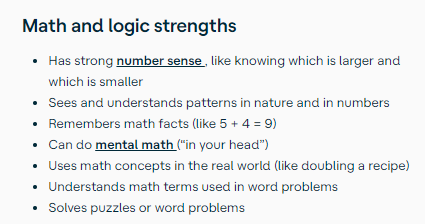 Math and logic strengths
• Has strong number sense , like knowing which is larger and
which is smaller
• Sees and understands patterns in nature and in numbers
• Remembers math facts (like 5 + 4 = 9)
• Can do mental math (“in your head”)
• Uses math concepts in the real world (like doubling a recipe)
• Understands math terms used in word problems
• Solves puzzles or word problems